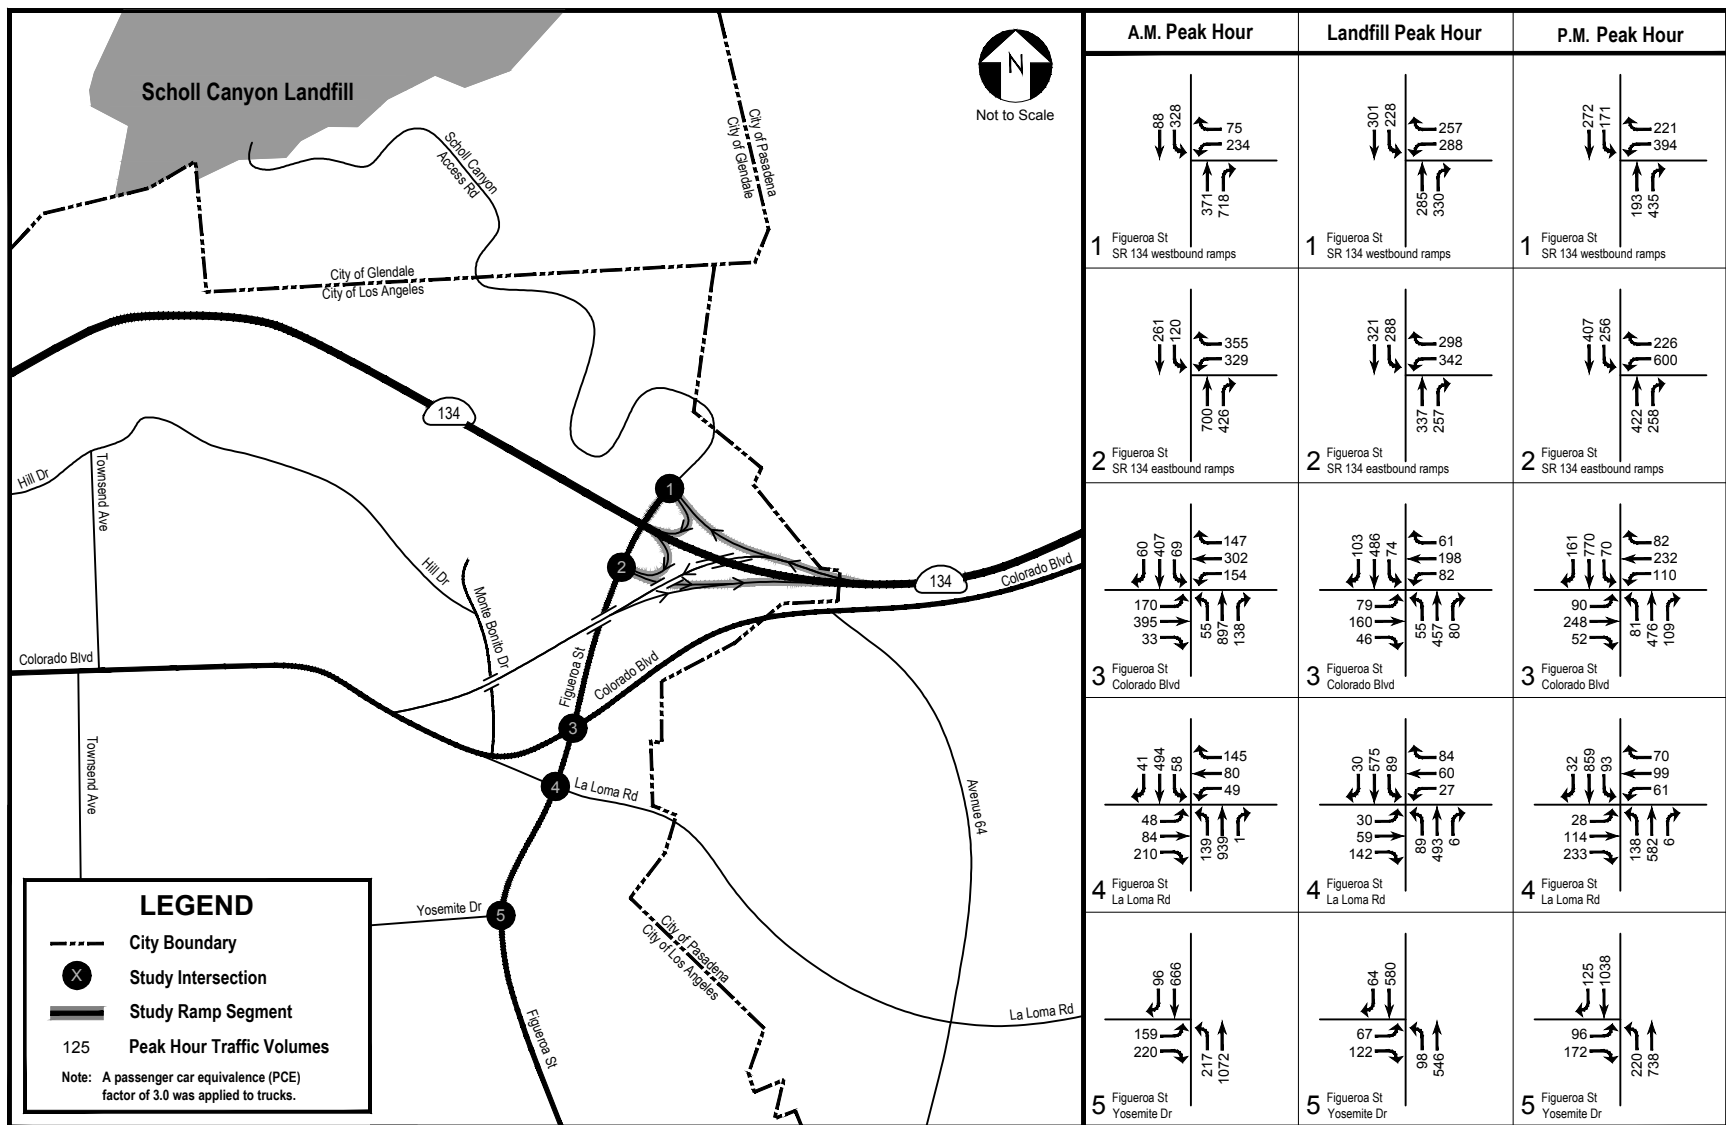 Scholl Canyon Landfill
N
Not to Scale
City of Pasadena
City of Glendale
Scholl Canyon
Access Rd
City of Glendale
City of Los Angeles
134
Hill Dr
Townsend Ave
1
2
Hill Dr
Monte Bonito Dr
134
Colorado Blvd
Colorado Blvd
Figueroa St
Colorado Blvd
3
Townsend Ave
4
La Loma Rd
Avenue 64
Yosemite Dr
5
City of Pasadena
City of Los Angeles
La Loma Rd
Figueroa St
LEGEND
City Boundary
X
Study Intersection
Study Ramp Segment
125
Peak Hour Traffic Volumes
Note: A passenger car equivalence (PCE)
factor of 3.0 was applied to trucks.
A.M. Peak Hour
Landfill Peak Hour
P.M. Peak Hour
88
328
75
234
371
718
1
Figueroa St
SR 134 westbound ramps
301
228
257
288
285
330
1
Figueroa St
SR 134 westbound ramps
272
171
221
394
193
435
1
Figueroa St
SR 134 westbound ramps
261
120
355
329
700
426
2
Figueroa St
SR 134 eastbound ramps
321
288
298
342
337
257
2
Figueroa St
SR 134 eastbound ramps
407
256
226
600
422
258
2
Figueroa St
SR 134 eastbound ramps
60
407
69
147
302
154
170
395
33
55
897
138
3
Figueroa St
Colorado Blvd
103
486
74
61
198
82
79
160
46
55
457
80
3
Figueroa St
Colorado Blvd
161
770
70
82
232
110
90
248
52
81
476
109
3
Figueroa St
Colorado Blvd
41
494
58
145
80
49
48
84
210
139
939
1
4
Figueroa St
La Loma Rd
30
575
89
84
60
27
30
59
142
89
493
6
4
Figueroa St
La Loma Rd
32
859
93
70
99
61
28
114
233
138
582
6
4
Figueroa St
La Loma Rd
96
666
159
220
217
1072
5
Figueroa St
Yosemite Dr
64
580
67
122
98
546
5
Figueroa St
Yosemite Dr
125
1038
96
172
220
738
5
Figueroa St
Yosemite Dr